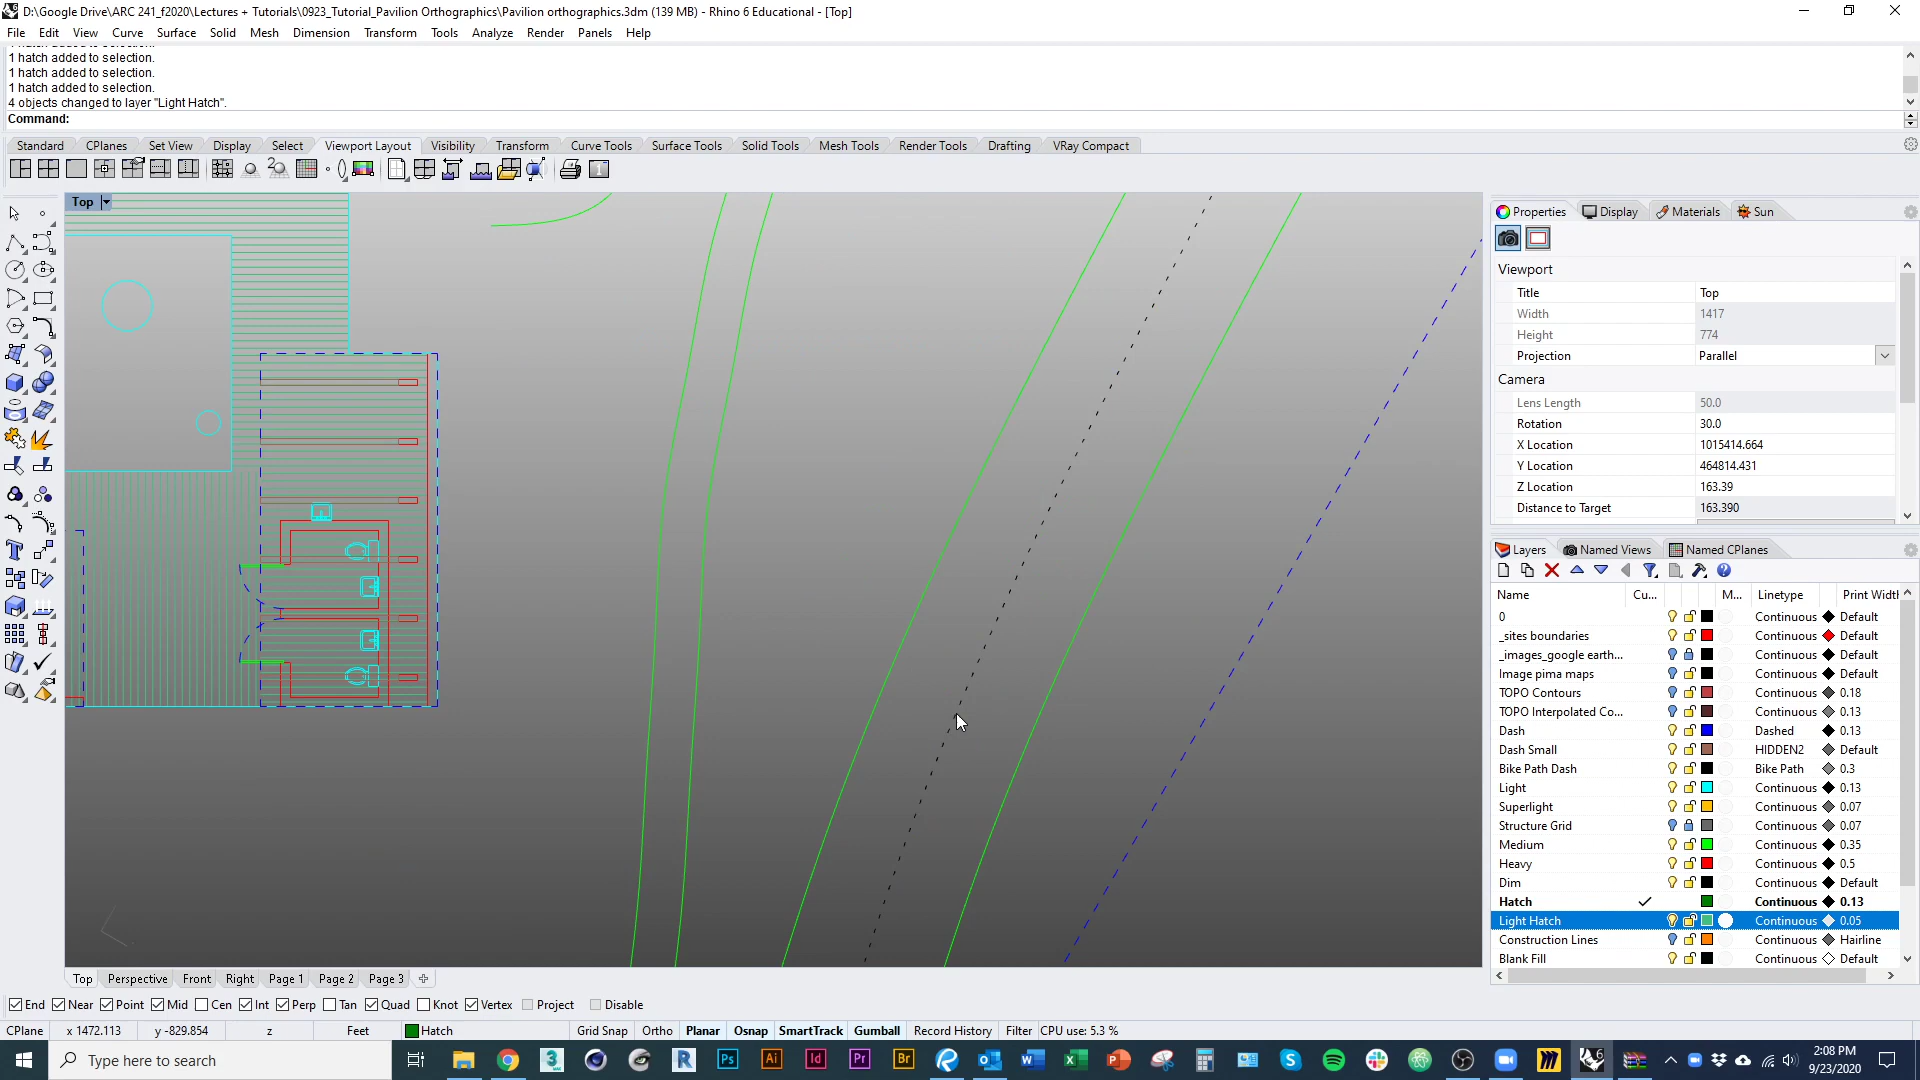 D:\Google Drive\ARC 241_f2020\Lectures + Tutorials\0923_Tutorial_Pavilion Orthographics\Pavilion orthographics.3dm (139 MB) - Rhino 6 Educational - [Top]
File Edit View Curve Surface Solid Mesh Dimension Transform Tools Analyze Render Panels Help
1 hatch added to selection.
1 hatch added to selection.
1 hatch added to selection.
4 objects changed to layer "Light Hatch".
Command:
Standard CPlanes Set View Display Select Viewport Layout Visibility Transform Curve Tools Surface Tools Solid Tools Mesh Tools Render Tools Drafting VRay Compact
Top
Properties Display Materials Sun
Viewport
Title Top
Width 1417
Height 774
Projection Parallel
Camera
Lens Length 50.0
Rotation 30.0
X Location 1015414.664
Y Location 464814.431
Z Location 163.39
Distance to Target 163.390
Layers Named Views Named CPlanes
Name Cu... M... Linetype Print Width
0 Continuous Default
_sites boundaries Continuous Default
_images_google earth... Continuous Default
Image pima maps Continuous Default
TOPO Contours Continuous 0.18
TOPO Interpolated Co... Continuous 0.13
Dash Dashed 0.13
Dash Small HIDDEN2 Default
Bike Path Dash Bike Path 0.3
Light Continuous 0.13
Superlight Continuous 0.07
Structure Grid Continuous 0.07
Medium Continuous 0.35
Heavy Continuous 0.5
Dim Continuous Default
Hatch Continuous 0.13
Light Hatch Continuous 0.05
Construction Lines Continuous Hairline
Blank Fill Continuous Default
Top Perspective Front Right Page 1 Page 2 Page 3
End Near Point Mid Cen Int Perp Tan Quad Knot Vertex Project Disable
CPlane x 1472.113 y -829.854 z Feet Hatch Grid Snap Ortho Planar Osnap SmartTrack Gumball Record History Filter CPU use: 5.3 %
Type here to search
2:08 PM
9/23/2020